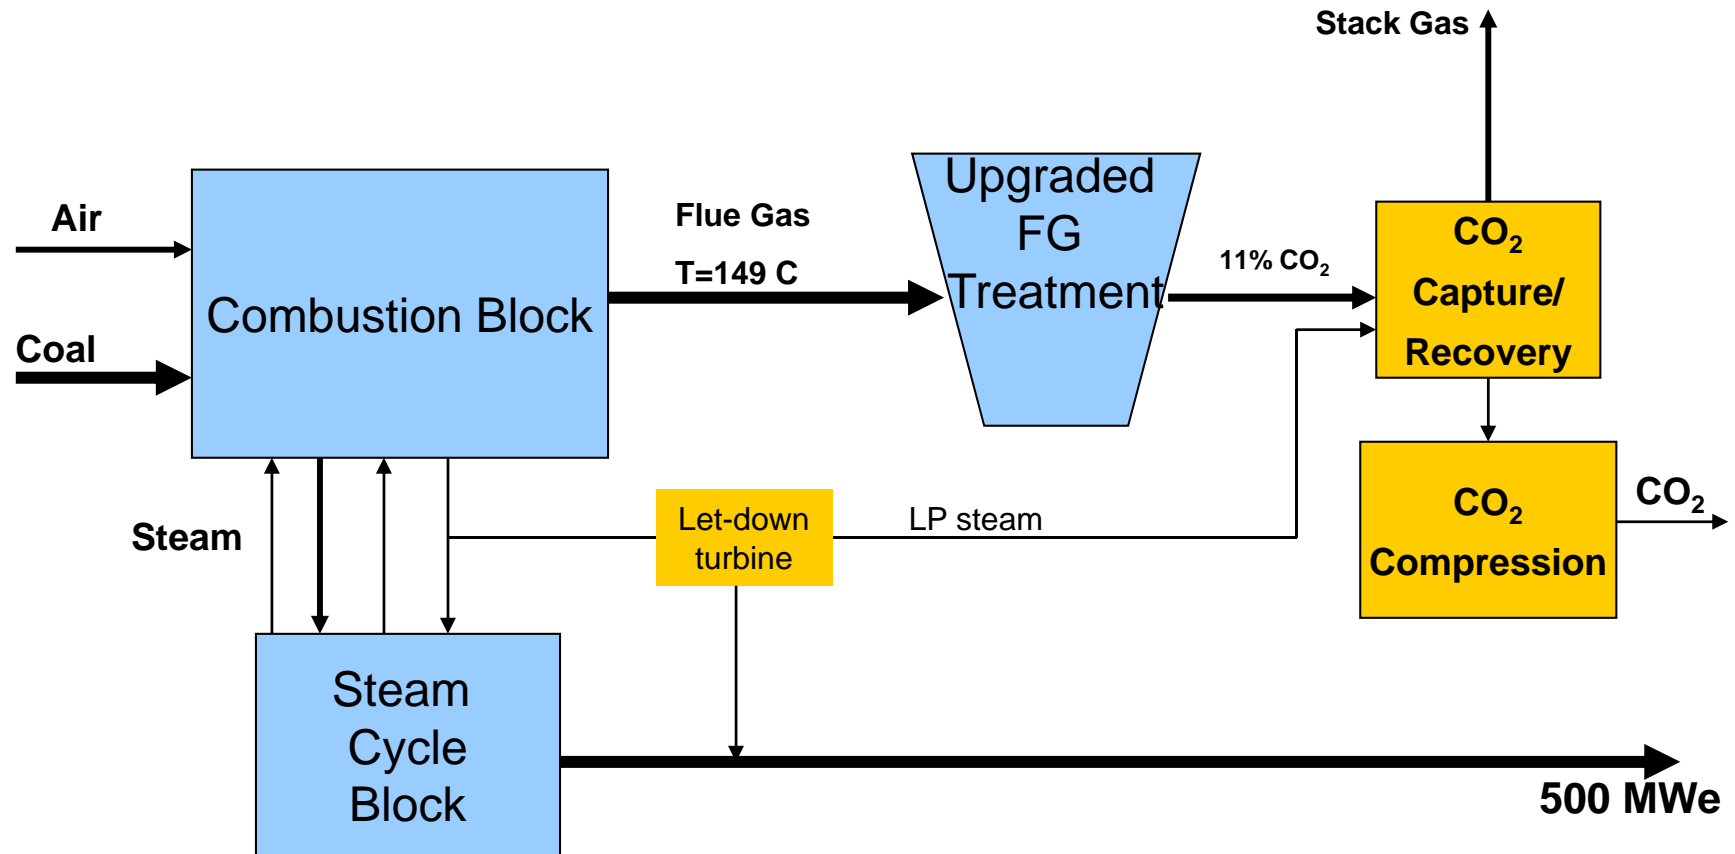 Stack Gas
Air
Coal
Combustion Block
Flue Gas
T=149 C
Upgraded
FG
Treatment
11% CO₂
CO₂
Capture/
Recovery
CO₂
Compression
CO₂
Steam
Let-down
turbine
LP steam
Steam
Cycle
Block
500 MWe